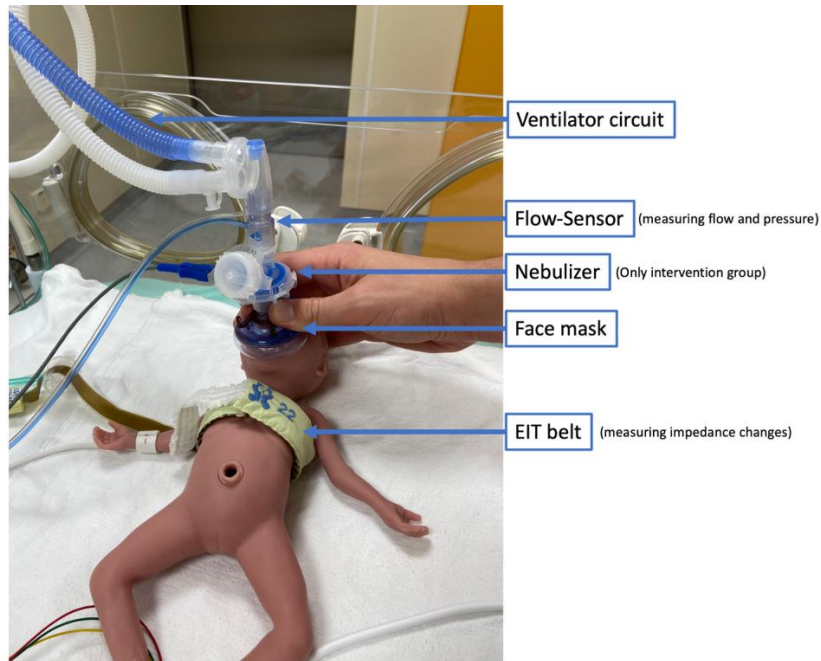 Ventilator circuit
Flow-Sensor (measuring flow and pressure)
Nebulizer (Only intervention group)
Face mask
22
EIT belt (measuring impedance changes)